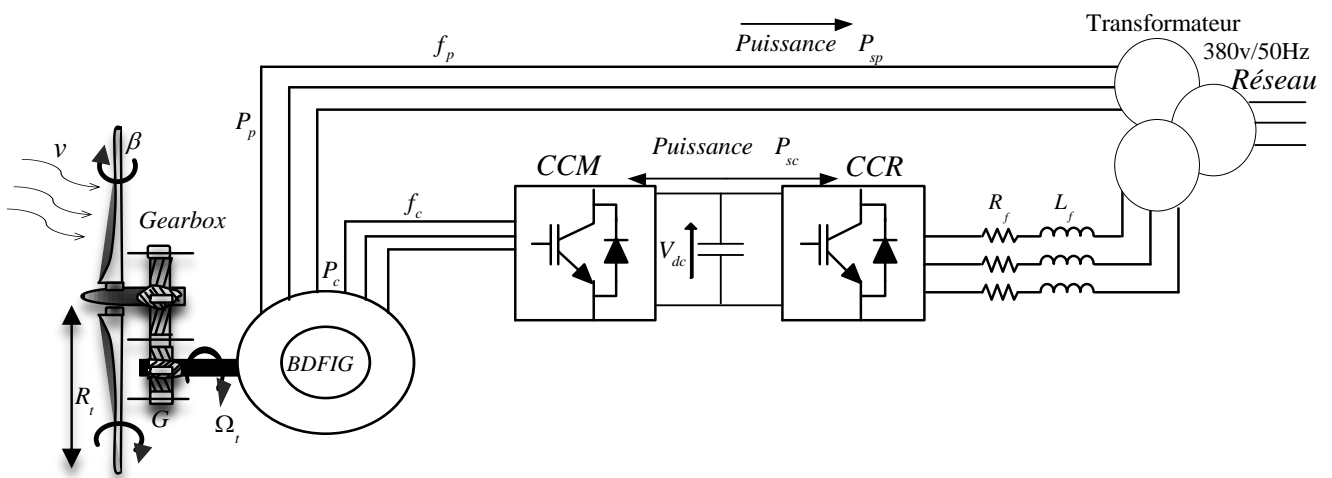 Transformateur
380v/50Hz
Réseau
f_p
Puissance P_sp
P_p
v
β
Gearbox
CCM
Puissance P_sc
CCR
f_c
R_f
L_f
V_dc
P_c
BDFIG
R_t
G
Ω_t